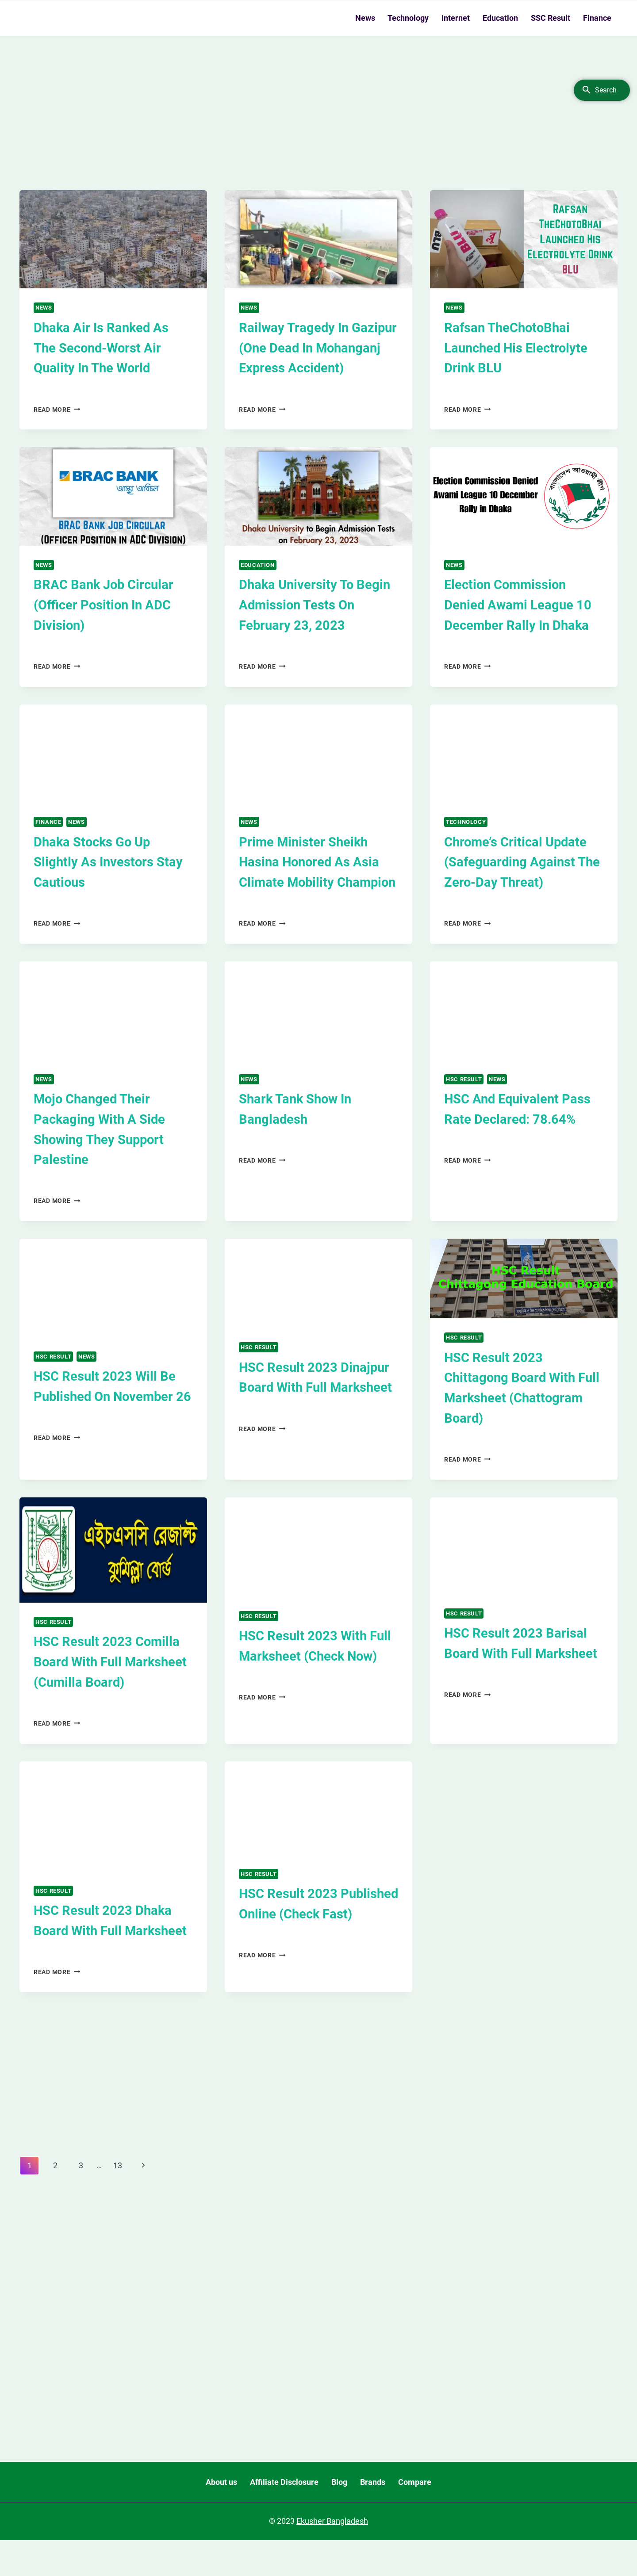 News Technology Internet Education SSC Result Finance
Search
Rafsan
TheChotoBhai
Launched His
Electrolyte Drink
BLU
BLU
NEWS
Dhaka Air Is Ranked As
The Second-Worst Air
Quality In The World
READ MORE
NEWS
Railway Tragedy In Gazipur
(One Dead In Mohanganj
Express Accident)
READ MORE
NEWS
Rafsan TheChotoBhai
Launched His Electrolyte
Drink BLU
READ MORE
BRAC BANK
BRAC Bank Job Circular
(Officer Position in ADC Division)
NEWS
BRAC Bank Job Circular
(Officer Position In ADC
Division)
READ MORE
Dhaka University to Begin Admission Tests
on February 23, 2023
EDUCATION
Dhaka University To Begin
Admission Tests On
February 23, 2023
READ MORE
Election Commission Denied
Awami League 10 December
Rally in Dhaka
NEWS
Election Commission
Denied Awami League 10
December Rally In Dhaka
READ MORE
FINANCE NEWS
Dhaka Stocks Go Up
Slightly As Investors Stay
Cautious
READ MORE
NEWS
Prime Minister Sheikh
Hasina Honored As Asia
Climate Mobility Champion
READ MORE
TECHNOLOGY
Chrome's Critical Update
(Safeguarding Against The
Zero-Day Threat)
READ MORE
NEWS
Mojo Changed Their
Packaging With A Side
Showing They Support
Palestine
READ MORE
NEWS
Shark Tank Show In
Bangladesh
READ MORE
HSC RESULT NEWS
HSC And Equivalent Pass
Rate Declared: 78.64%
READ MORE
HSC RESULT NEWS
HSC Result 2023 Will Be
Published On November 26
READ MORE
HSC RESULT
HSC Result 2023 Dinajpur
Board With Full Marksheet
READ MORE
HSC Result
Chittagong Education Board
HSC RESULT
HSC Result 2023
Chittagong Board With Full
Marksheet (Chattogram
Board)
READ MORE
এইচএসসি রেজাল্ট
কুমিল্লা বোর্ড
HSC RESULT
HSC Result 2023 Comilla
Board With Full Marksheet
(Cumilla Board)
READ MORE
HSC RESULT
HSC Result 2023 With Full
Marksheet (Check Now)
READ MORE
HSC RESULT
HSC Result 2023 Barisal
Board With Full Marksheet
READ MORE
HSC RESULT
HSC Result 2023 Dhaka
Board With Full Marksheet
READ MORE
HSC RESULT
HSC Result 2023 Published
Online (Check Fast)
READ MORE
1 2 3 … 13
About us Affiliate Disclosure Blog Brands Compare
© 2023 Ekusher Bangladesh